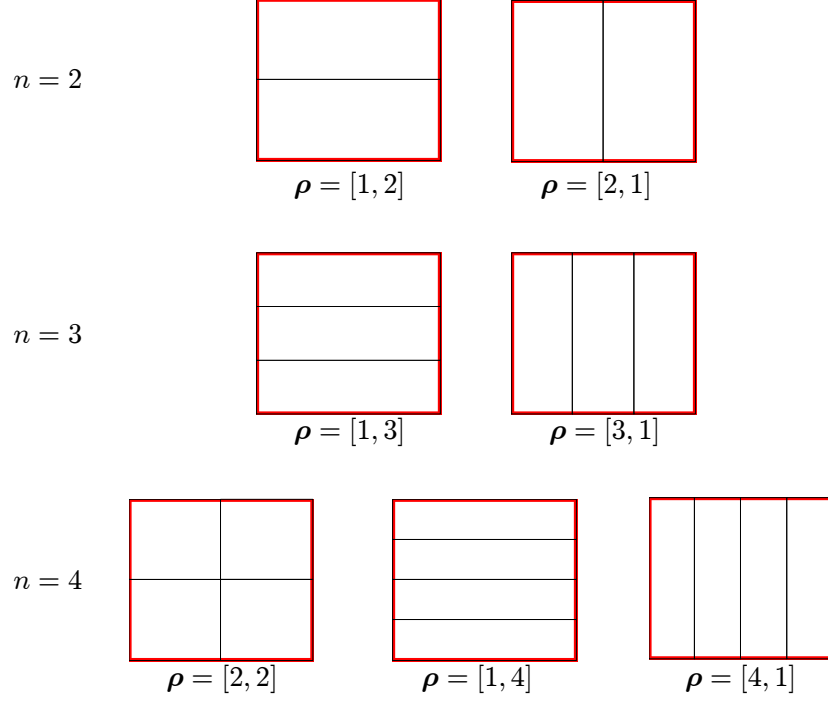 n = 2
ρ = [1, 2]
ρ = [2, 1]
n = 3
ρ = [1, 3]
ρ = [3, 1]
n = 4
ρ = [2, 2]
ρ = [1, 4]
ρ = [4, 1]